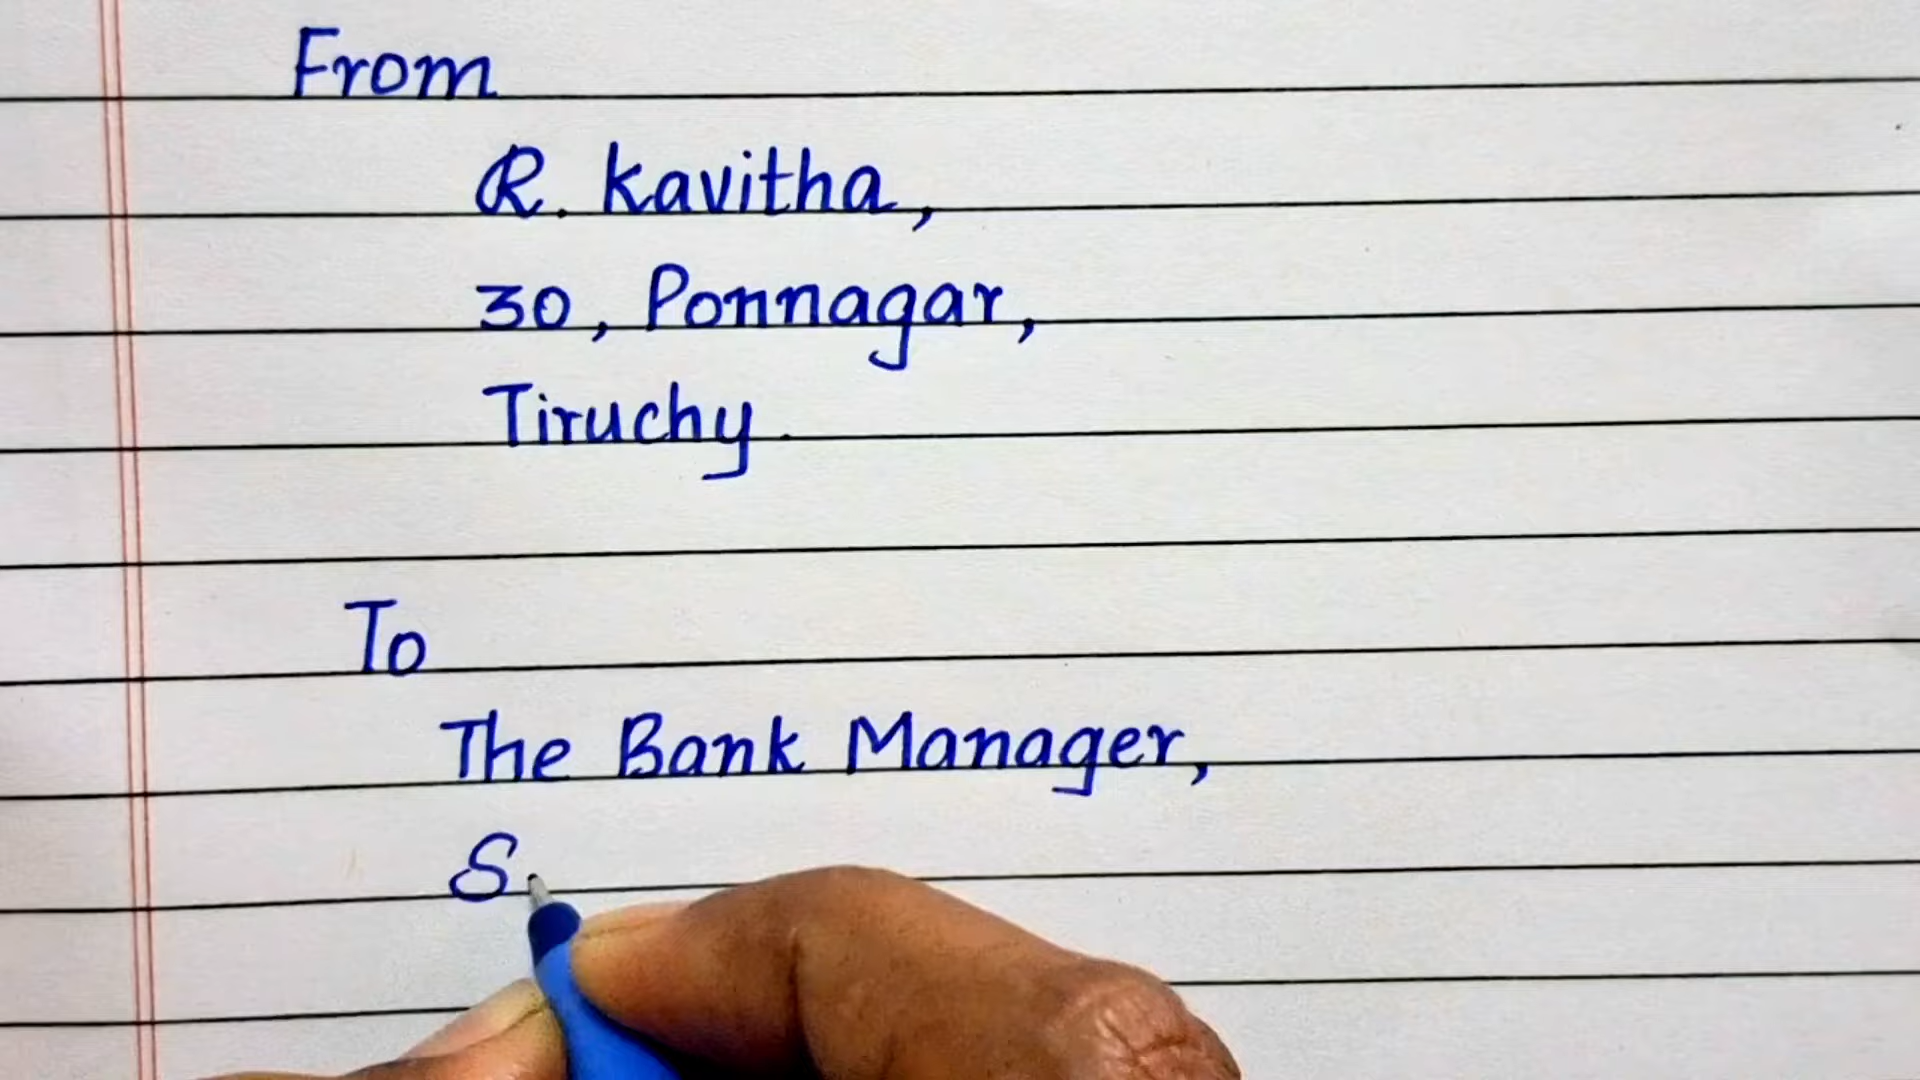 From
R. Kavitha,
30, Ponnagar,
Tiruchy.
To
The Bank Manager,
S